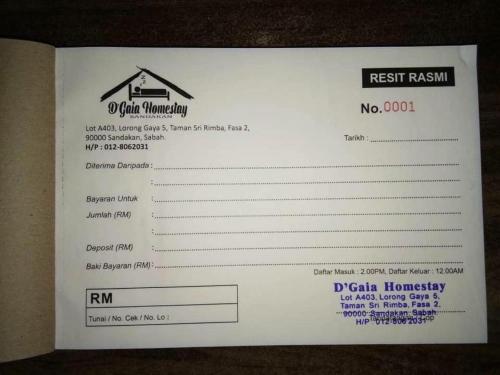 D'Gaia Homestay
SANDAKAN
Lot A403, Lorong Gaya 5, Taman Sri Rimba, Fasa 2,
90000 Sandakan, Sabah.
H/P : 012-8062031
RESIT RASMI
No. 0001
Tarikh :
Diterima Daripada :
:
Bayaran Untuk :
Jumlah (RM) :
:
Deposit (RM) :
Baki Bayaran (RM) :
Daftar Masuk : 2.00PM, Daftar Keluar : 12.00AM
RM
Tunai / No. Cek / No. Lo :
D'Gaia Homestay
Lot A403, Lorong Gaya 5,
Taman Sri Rimba, Fasa 2,
90000 Sandakan, Sabah.
H/P : 012-806 2031